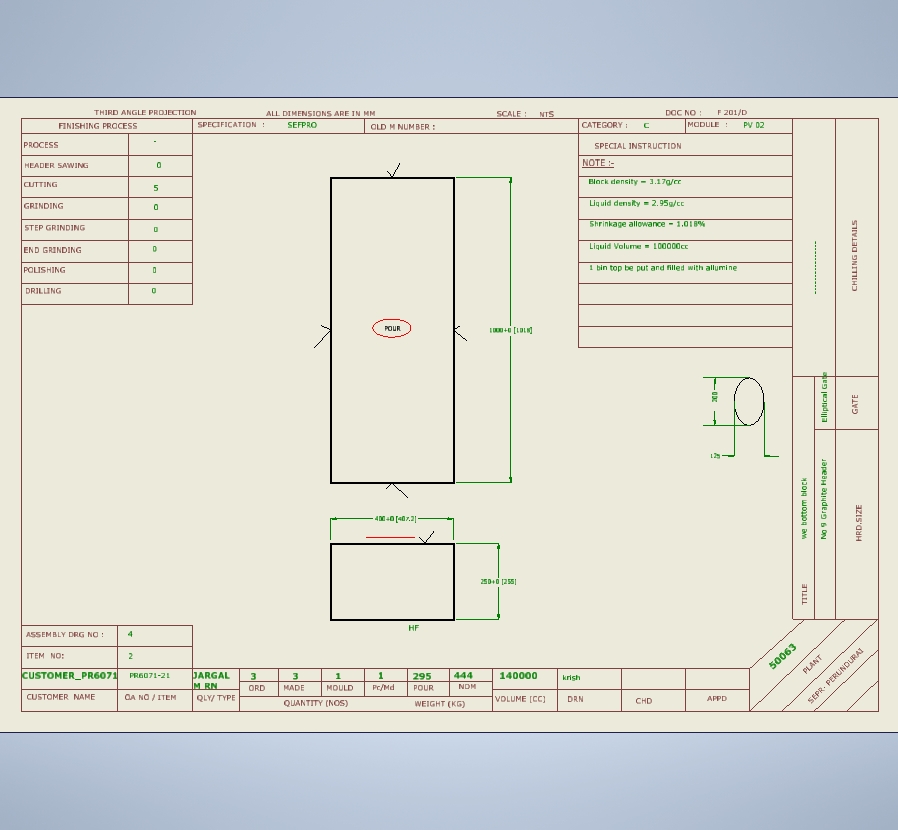 THIRD ANGLE PROJECTION
ALL DIMENSIONS ARE IN MM
SCALE : NTS
DOC NO : F 201/D
FINISHING PROCESS
SPECIFICATION : SEFPRO
OLD M NUMBER :
CATEGORY : C
MODULE : PV 02
PROCESS -
HEADER SAWING 0
CUTTING 5
GRINDING 0
STEP GRINDING 0
END GRINDING 0
POLISHING 0
DRILLING 0
SPECIAL INSTRUCTION
NOTE :-
Block density = 3.17g/cc
Liquid density = 2.95g/cc
Shrinkage allowance = 1.018%
Liquid Volume = 100000cc
1 bin top be put and filled with allumine
CHILLING DETAILS
POUR
1000+0 [1018]
200
125
Elliptical Gate
GATE
we bottom block
No 9 Graphite Header
HRD.SIZE
TITLE
400+0 [407.2]
250+0 [255]
HF
ASSEMBLY DRG NO : 4
ITEM NO: 2
CUSTOMER_PR6071
PR6071-21
JARGAL
M RN
3 3 1 1 295 444
140000
krish
ORD MADE MOULD Pc/Md POUR NOM
CUSTOMER NAME
OA NO / ITEM
QLY/ TYPE
QUANTITY (NOS)
WEIGHT (KG)
VOLUME (CC)
DRN
CHD
APPD
50063
PLANT
SEPR: PERUNDURAI